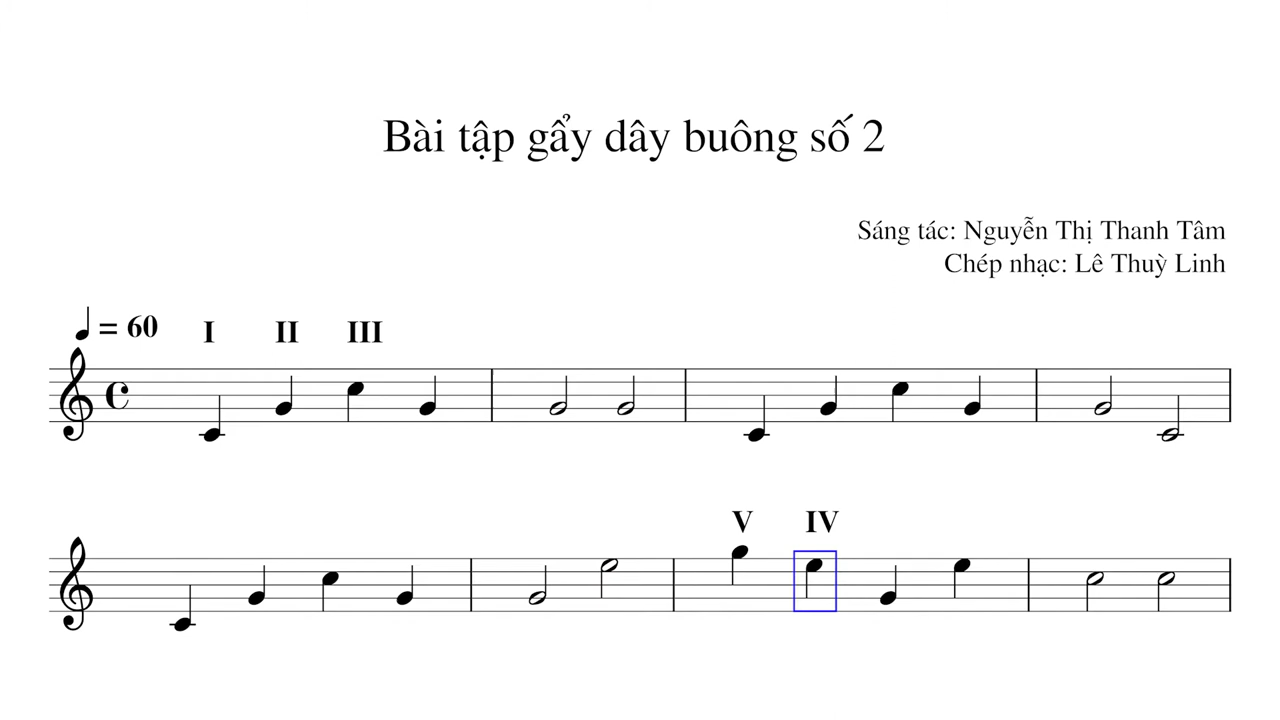 Bài tập gẩy dây buông số 2
Sáng tác: Nguyễn Thị Thanh Tâm
Chép nhạc: Lê Thuỳ Linh
♩ = 60 I II III
V IV